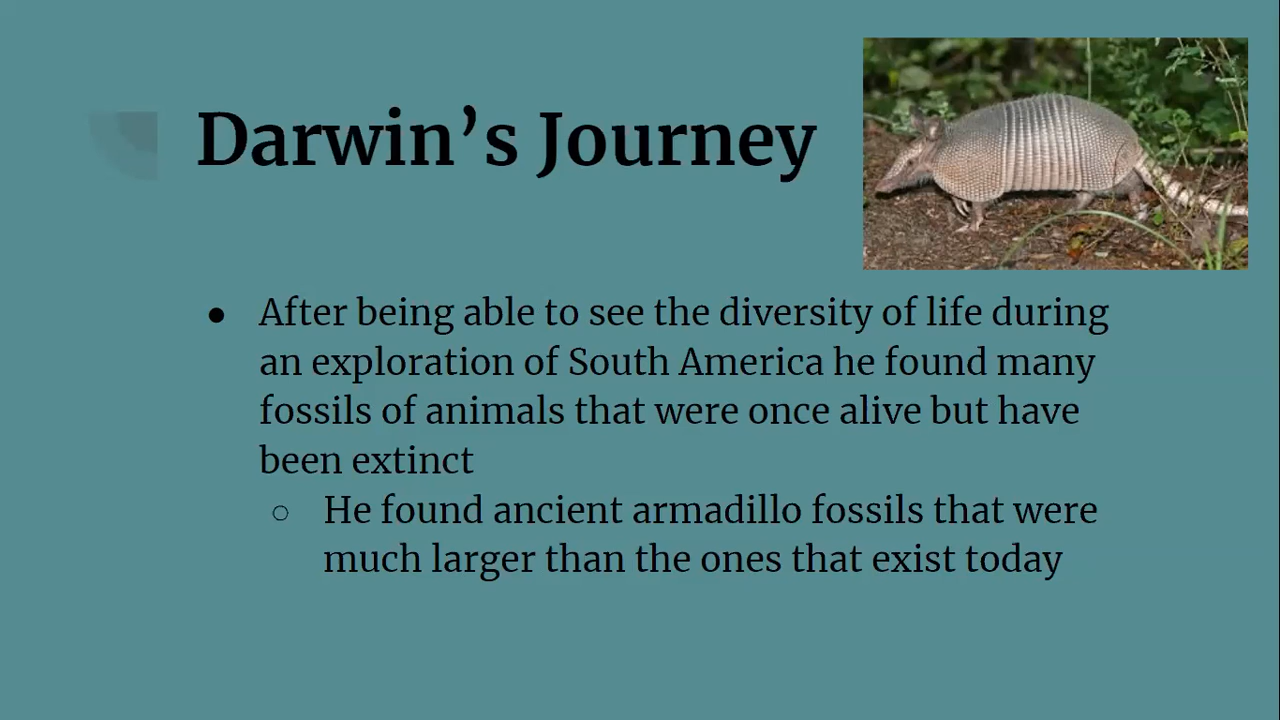 Darwin’s Journey
● After being able to see the diversity of life during
an exploration of South America he found many
fossils of animals that were once alive but have
been extinct
○ He found ancient armadillo fossils that were
much larger than the ones that exist today